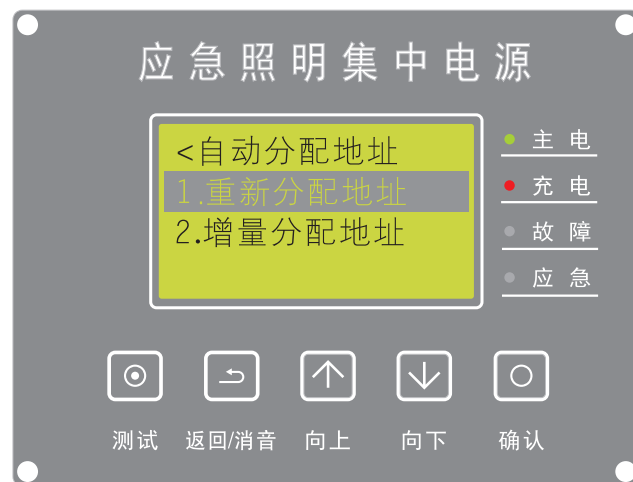 应急照明集中电源
<自动分配地址
1.重新分配地址
2.增量分配地址
主电
充电
故障
应急
测试 返回/消音 向上 向下 确认